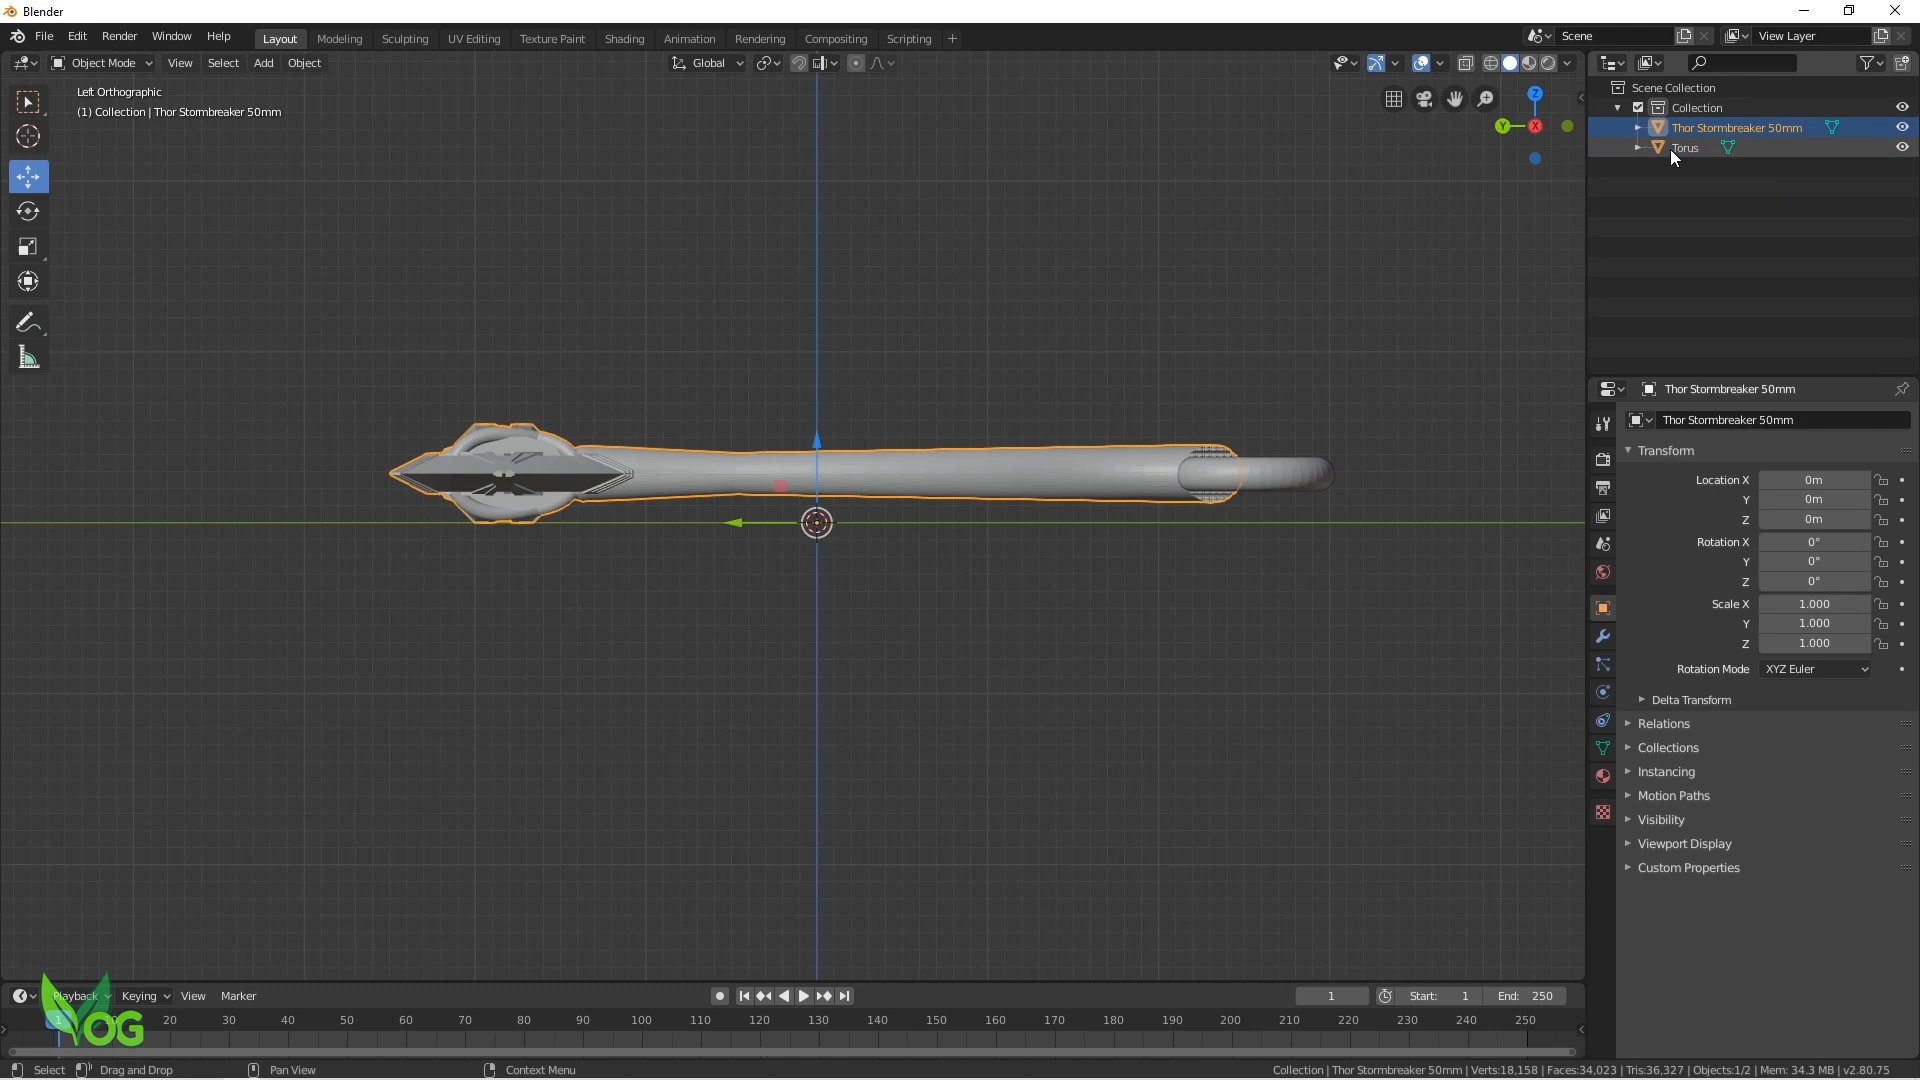 Blender
File Edit Render Window Help
Layout Modeling Sculpting UV Editing Texture Paint Shading Animation Rendering Compositing Scripting
Scene View Layer
Object Mode View Select Add Object Global
Left Orthographic
(1) Collection | Thor Stormbreaker 50mm
Z
Y X
Scene Collection
Collection
Thor Stormbreaker 50mm
Torus
Thor Stormbreaker 50mm
Thor Stormbreaker 50mm
Transform
Location X 0m
Y 0m
Z 0m
Rotation X 0°
Y 0°
Z 0°
Scale X 1.000
Y 1.000
Z 1.000
Rotation Mode XYZ Euler
Delta Transform
Relations
Collections
Instancing
Motion Paths
Visibility
Viewport Display
Custom Properties
Playback Keying View Marker 1 Start: 1 End: 250
1 20 30 40 50 60 70 80 90 100 110 120 130 140 150 160 170 180 190 200 210 220 230 240 250
YOG
Select Drag and Drop Pan View Context Menu Collection | Thor Stormbreaker 50mm | Verts:18,158 | Faces:34,023 | Tris:36,327 | Objects:1/2 | Mem: 34.3 MB | v2.80.75